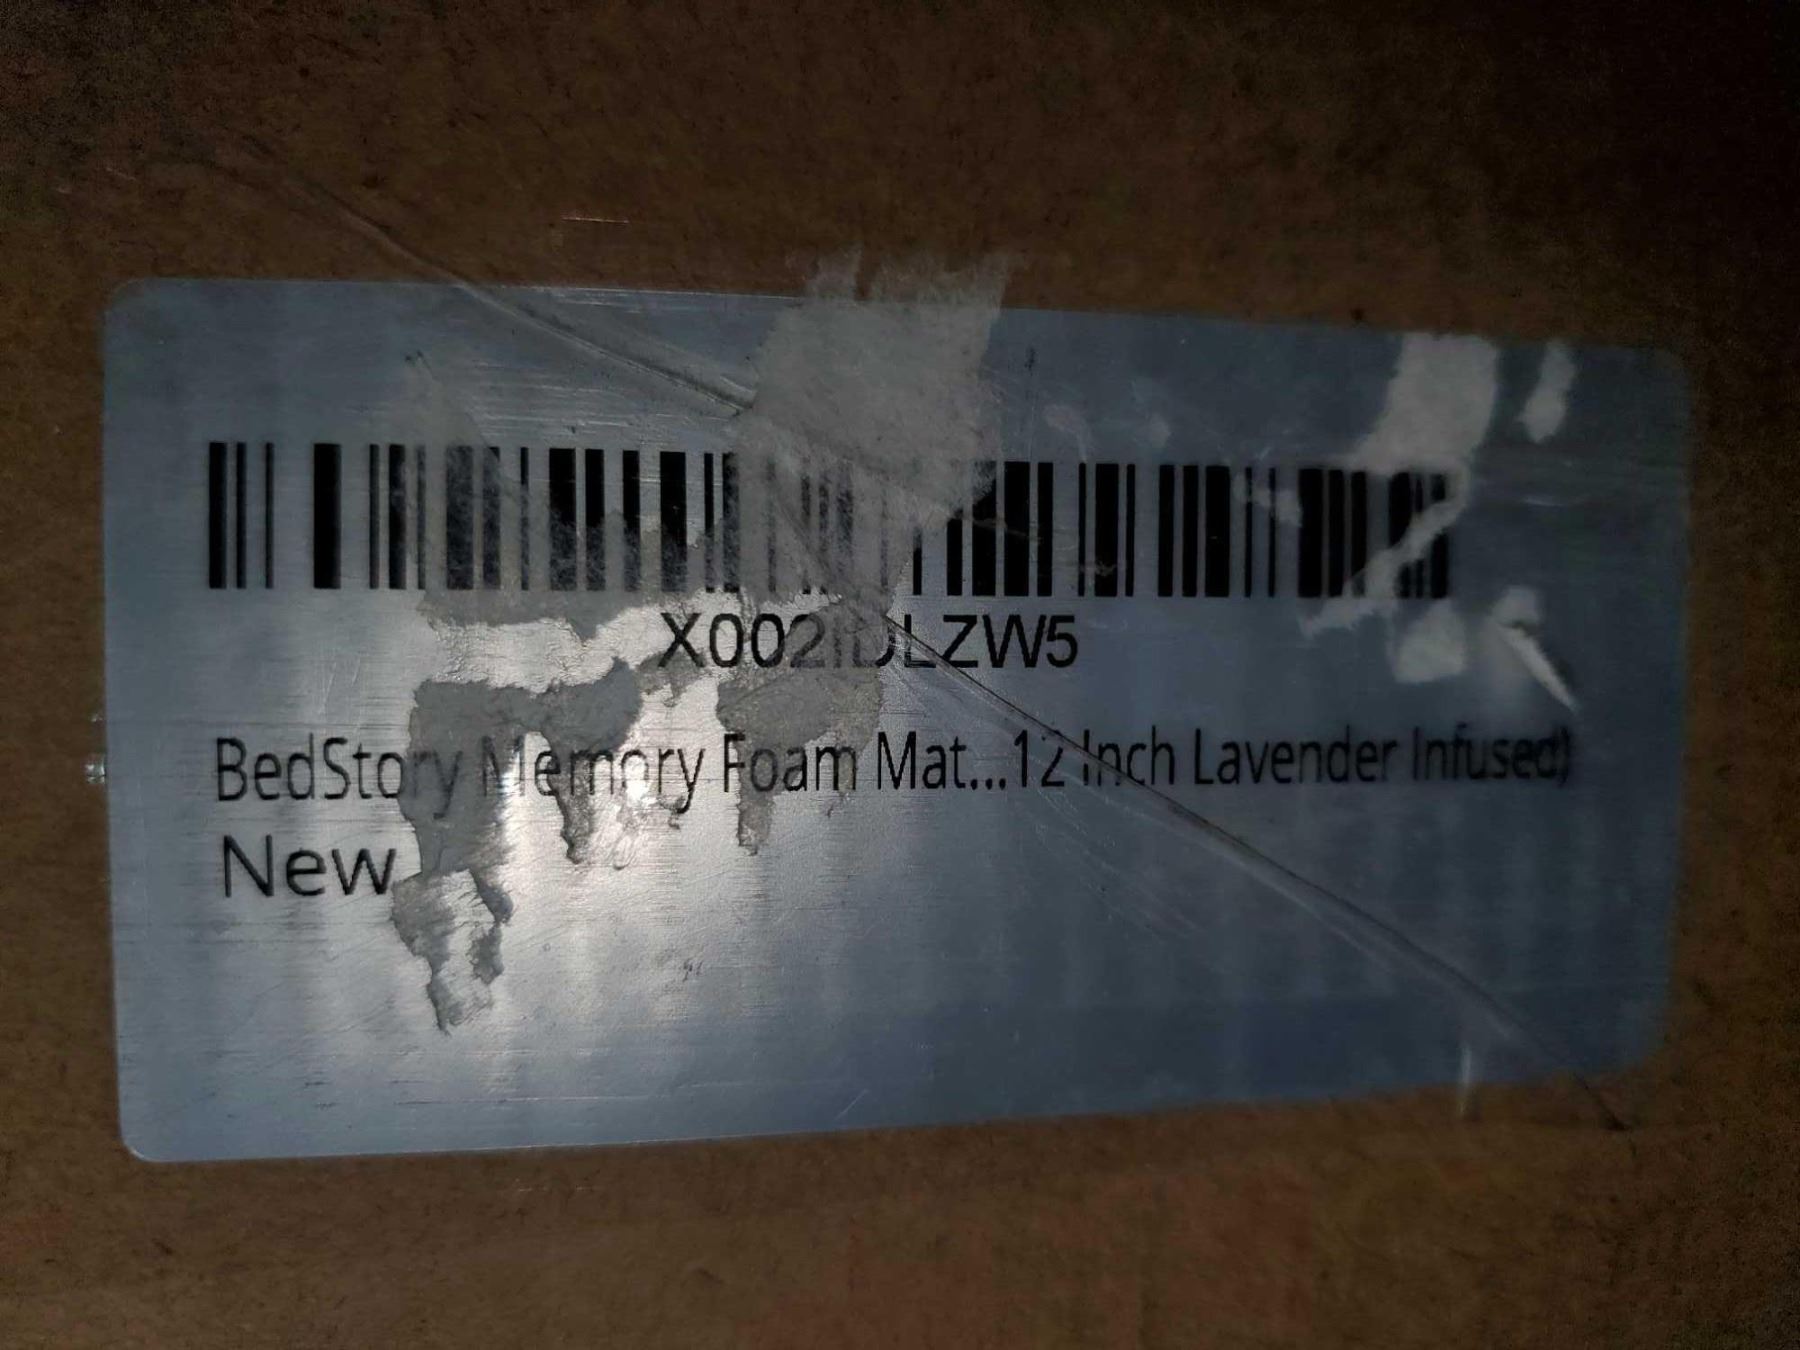 X002IDLZW5
BedStory Memory Foam Mat...12 Inch Lavender Infused)
New